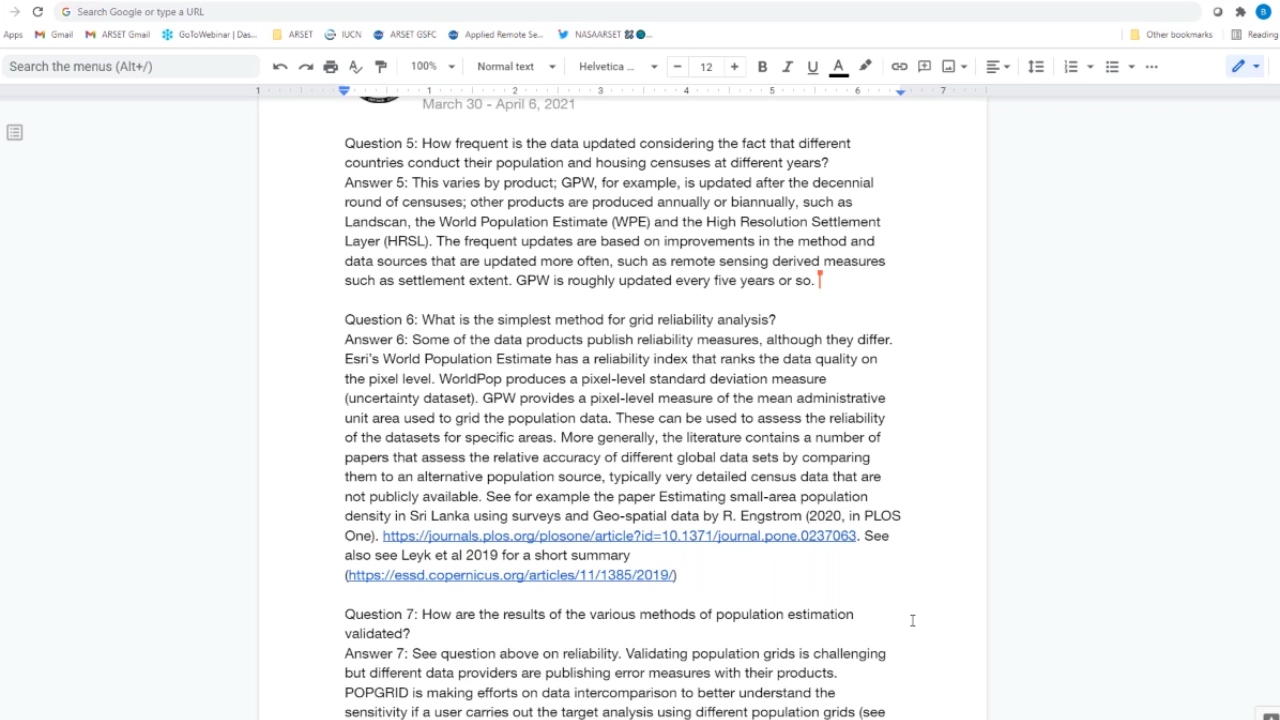 Search Google or type a URL
B
Apps
Gmail
ARSET Gmail
GoToWebinar | Das...
ARSET
IUCN
ARSET GSFC
Applied Remote Se...
NASAARSET
Other bookmarks
Reading
Search the menus (Alt+/)
100%
Normal text
Helvetica ...
12
B
I
U
A
1
1
2
3
4
5
6
7
March 30 - April 6, 2021
Question 5: How frequent is the data updated considering the fact that different
countries conduct their population and housing censuses at different years?
Answer 5: This varies by product; GPW, for example, is updated after the decennial
round of censuses; other products are produced annually or biannually, such as
Landscan, the World Population Estimate (WPE) and the High Resolution Settlement
Layer (HRSL). The frequent updates are based on improvements in the method and
data sources that are updated more often, such as remote sensing derived measures
such as settlement extent. GPW is roughly updated every five years or so.
Question 6: What is the simplest method for grid reliability analysis?
Answer 6: Some of the data products publish reliability measures, although they differ.
Esri's World Population Estimate has a reliability index that ranks the data quality on
the pixel level. WorldPop produces a pixel-level standard deviation measure
(uncertainty dataset). GPW provides a pixel-level measure of the mean administrative
unit area used to grid the population data. These can be used to assess the reliability
of the datasets for specific areas. More generally, the literature contains a number of
papers that assess the relative accuracy of different global data sets by comparing
them to an alternative population source, typically very detailed census data that are
not publicly available. See for example the paper Estimating small-area population
density in Sri Lanka using surveys and Geo-spatial data by R. Engstrom (2020, in PLOS
One). https://journals.plos.org/plosone/article?id=10.1371/journal.pone.0237063. See
also see Leyk et al 2019 for a short summary
(https://essd.copernicus.org/articles/11/1385/2019/)
Question 7: How are the results of the various methods of population estimation
validated?
Answer 7: See question above on reliability. Validating population grids is challenging
but different data providers are publishing error measures with their products.
POPGRID is making efforts on data intercomparison to better understand the
sensitivity if a user carries out the target analysis using different population grids (see